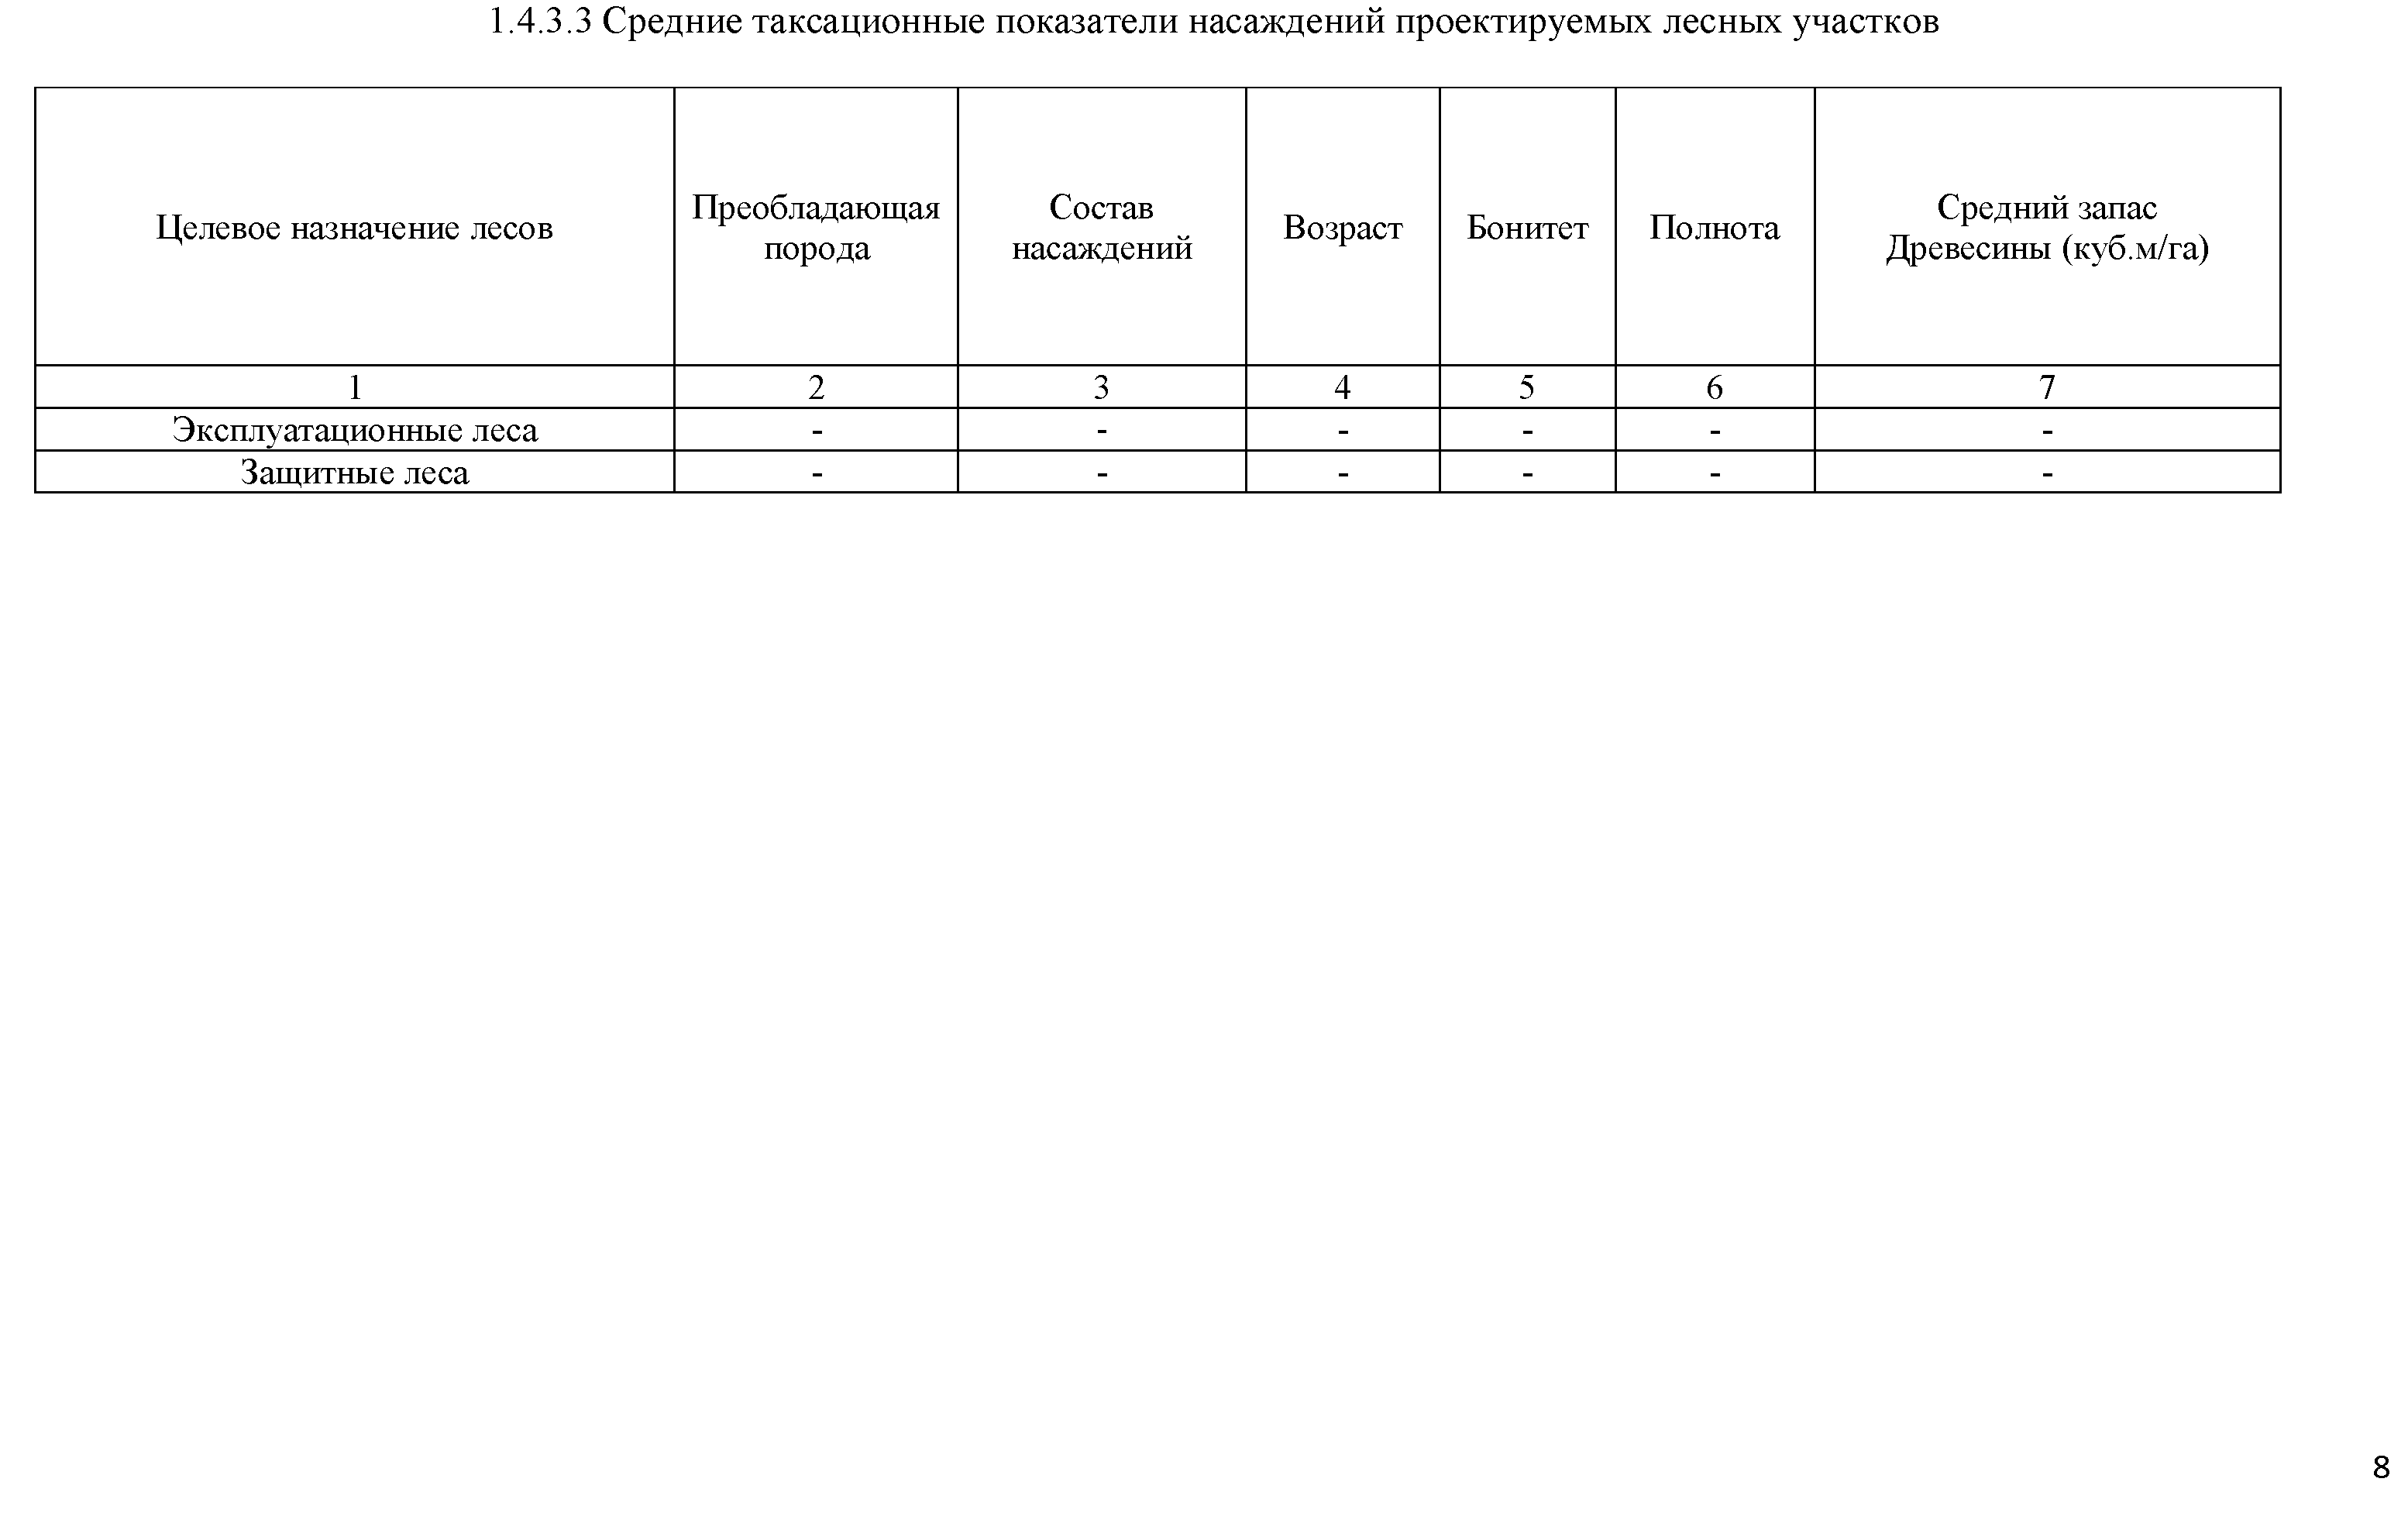 1.4.3.3 Средние таксационные показатели насаждений проектируемых лесных участков
Целевое назначение лесов
Преобладающая
порода
Состав
насаждений
Возраст
Бонитет
Полнота
Средний запас
Древесины (куб.м/га)
1 2 3 4 5 6 7
Эксплуатационные леса - - - - - -
Защитные леса - - - - - -
8